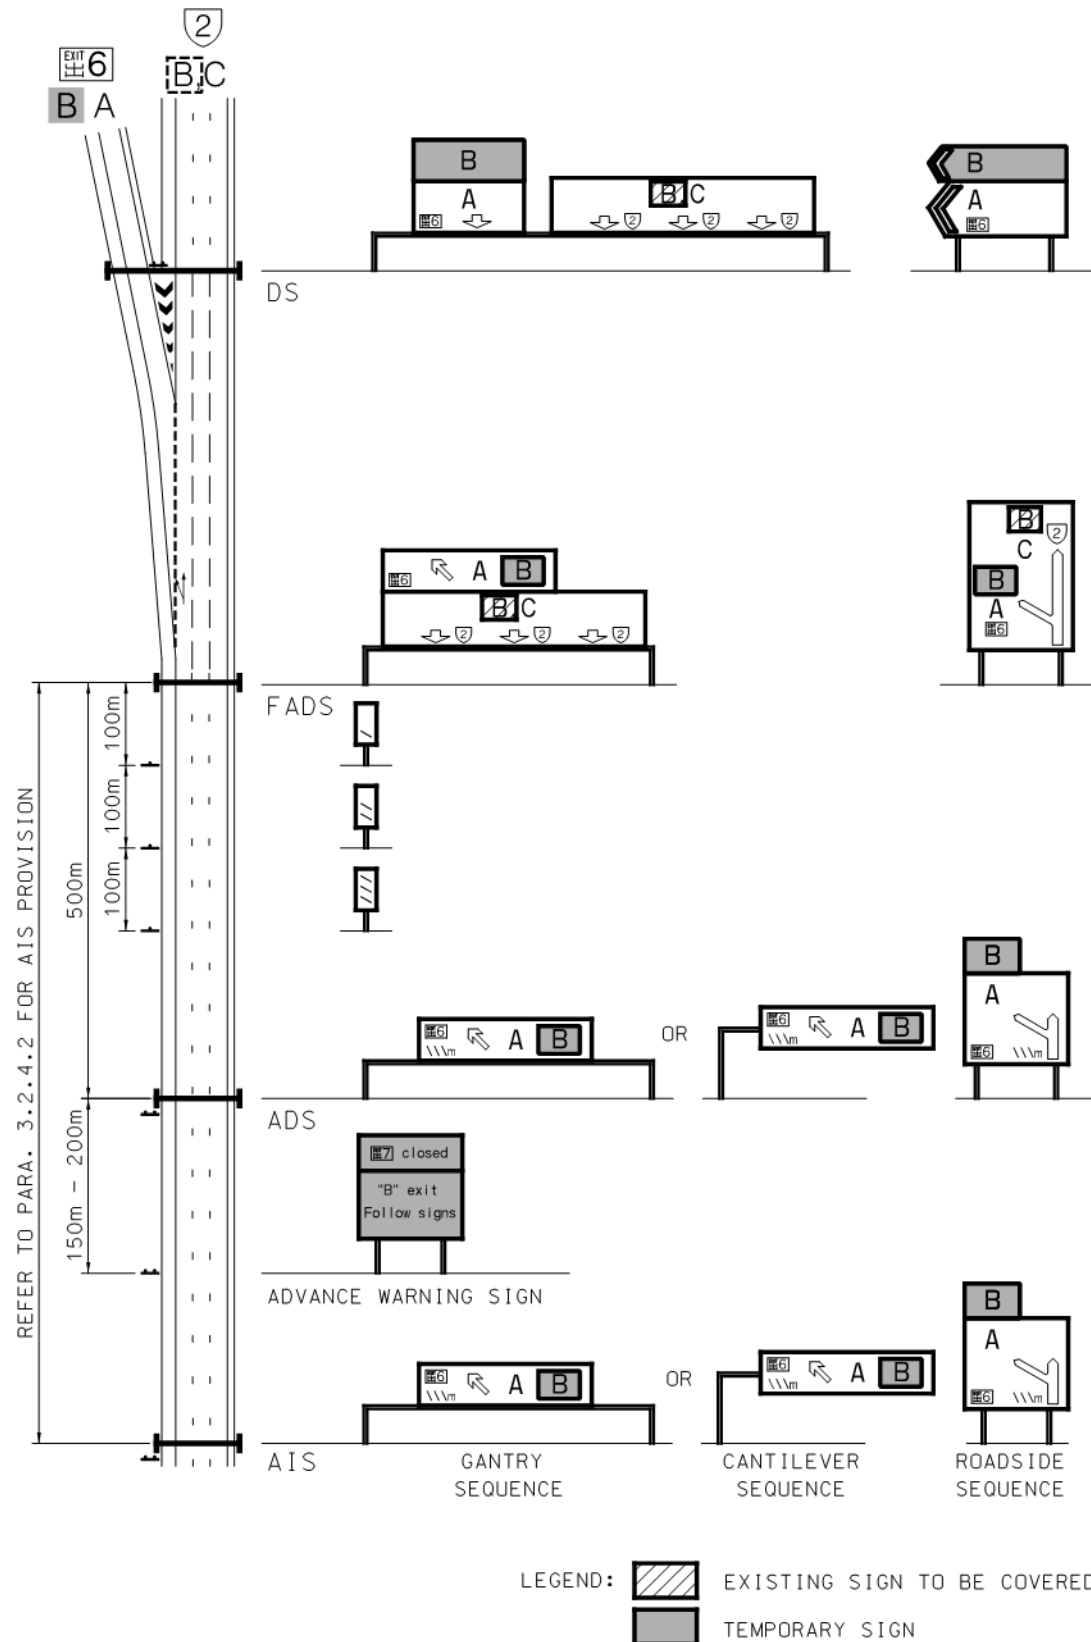 2
EXIT 6
B, C
B A
B
A
6
B, C
2 2 2
B
A
6
DS
6 A B
B, C
2 2 2
B
2
C
B
A
6
FADS
100m
100m
100m
500m
REFER TO PARA. 3.2.4.2 FOR AIS PROVISION
B
A
6 \\\m
6 A B
\\\m
OR
6 A B
\\\m
ADS
150m - 200m
7 closed
"B" exit
Follow signs
ADVANCE WARNING SIGN
B
A
6 \\\m
6 A B
\\\m
OR
6 A B
\\\m
AIS
GANTRY SEQUENCE
CANTILEVER SEQUENCE
ROADSIDE SEQUENCE
LEGEND:
EXISTING SIGN TO BE COVERED
TEMPORARY SIGN